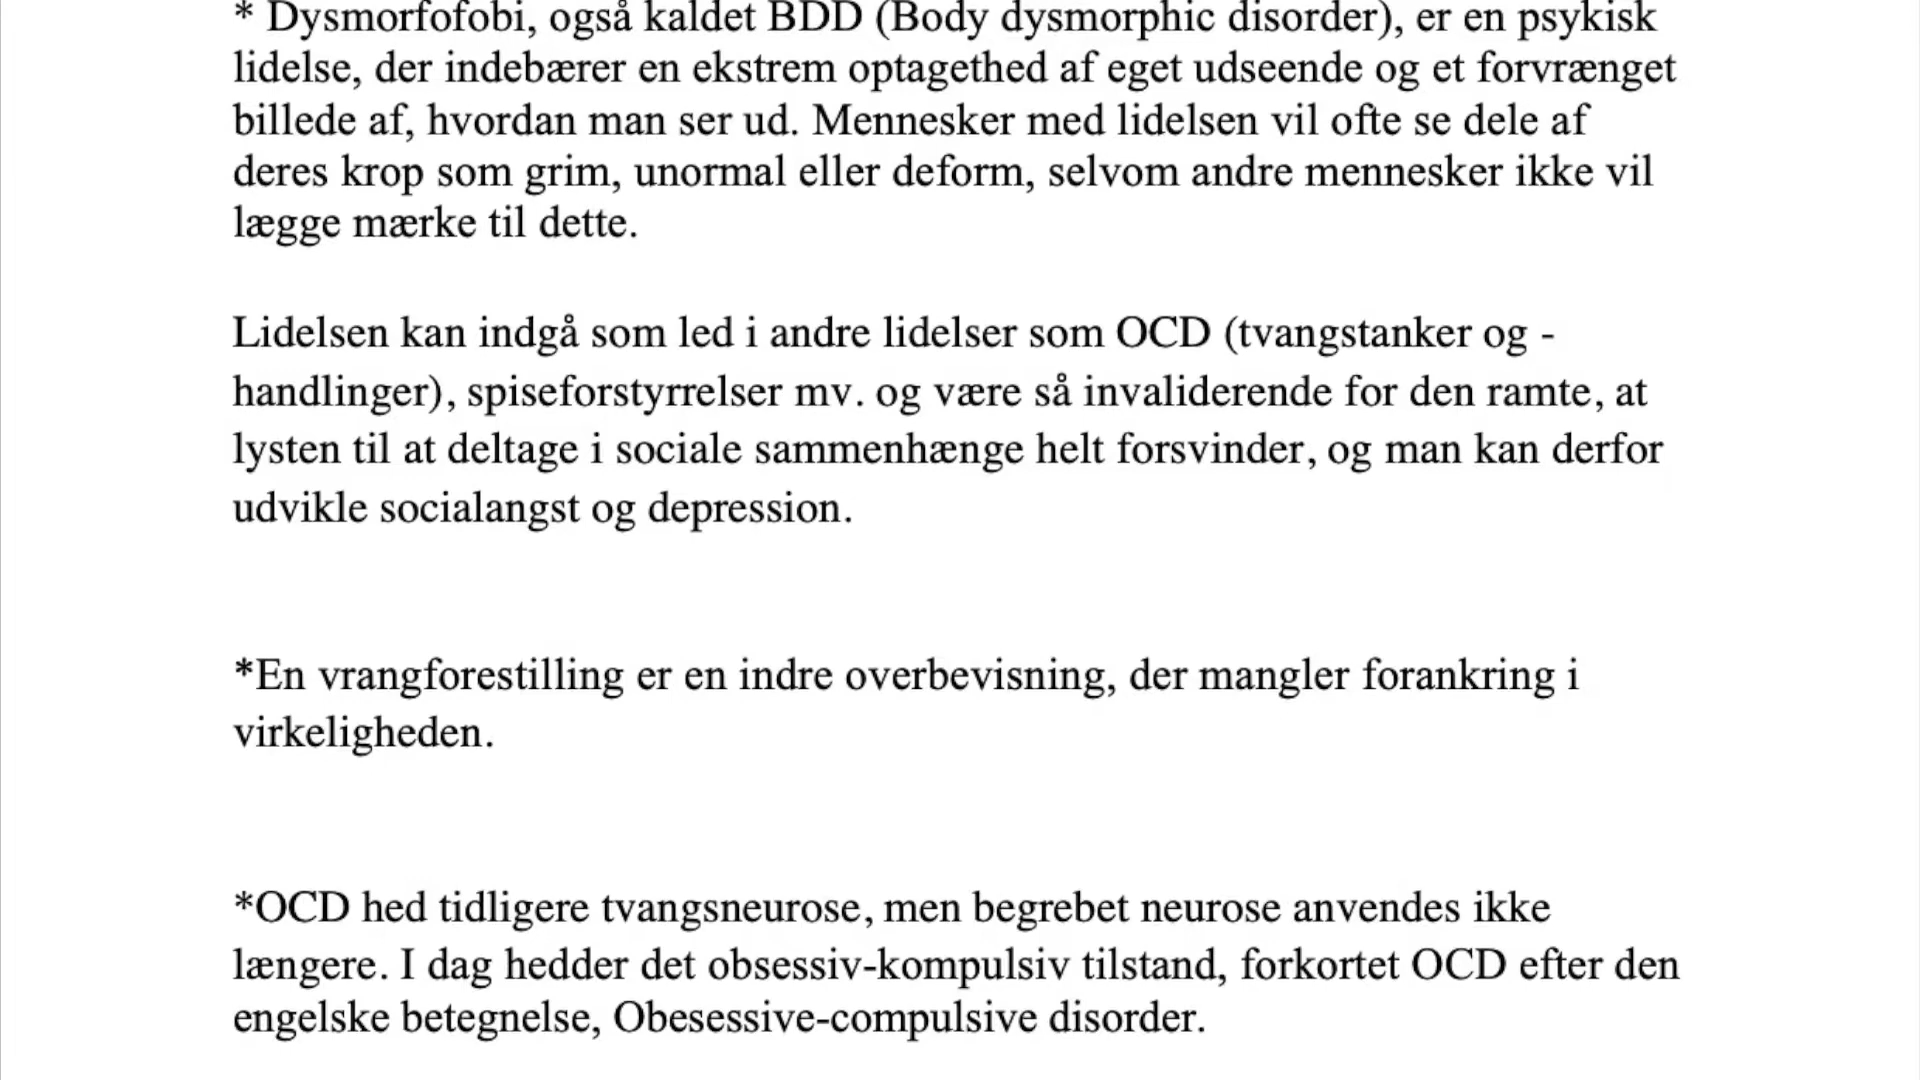 * Dysmorfofobi, også kaldet BDD (Body dysmorphic disorder), er en psykisk
lidelse, der indebærer en ekstrem optagethed af eget udseende og et forvrænget
billede af, hvordan man ser ud. Mennesker med lidelsen vil ofte se dele af
deres krop som grim, unormal eller deform, selvom andre mennesker ikke vil
lægge mærke til dette.
Lidelsen kan indgå som led i andre lidelser som OCD (tvangstanker og -
handlinger), spiseforstyrrelser mv. og være så invaliderende for den ramte, at
lysten til at deltage i sociale sammenhænge helt forsvinder, og man kan derfor
udvikle socialangst og depression.
*En vrangforestilling er en indre overbevisning, der mangler forankring i
virkeligheden.
*OCD hed tidligere tvangsneurose, men begrebet neurose anvendes ikke
længere. I dag hedder det obsessiv-kompulsiv tilstand, forkortet OCD efter den
engelske betegnelse, Obesessive-compulsive disorder.